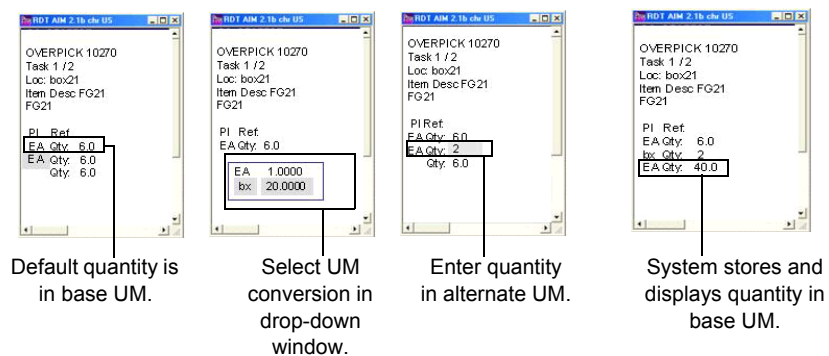 RDT AIM 2.1b chr US
OVERPICK 10270
Task 1 / 2
Loc: box21
Item Desc FG21
FG21
PI Ref:
EA Qty: 6.0
EA Qty: 6.0
Qty: 6.0
Default quantity is
in base UM.
RDT AIM 2.1b chr US
OVERPICK 10270
Task 1 / 2
Loc: box21
Item Desc FG21
FG21
PI Ref:
EA Qty: 6.0
EA 1.0000
bx 20.0000
Select UM
conversion in
drop-down
window.
RDT AIM 2.1b chr US
OVERPICK 10270
Task 1 / 2
Loc: box21
Item Desc FG21
FG21
PI Ref:
EA Qty: 6.0
EA Qty: 2
Qty: 6.0
Enter quantity
in alternate UM.
RDT AIM 2.1b chr US
OVERPICK 10270
Task 1 / 2
Loc: box21
Item Desc FG21
FG21
PI Ref:
EA Qty: 6.0
bx Qty: 2
EA Qty: 40.0
System stores and
displays quantity in
base UM.